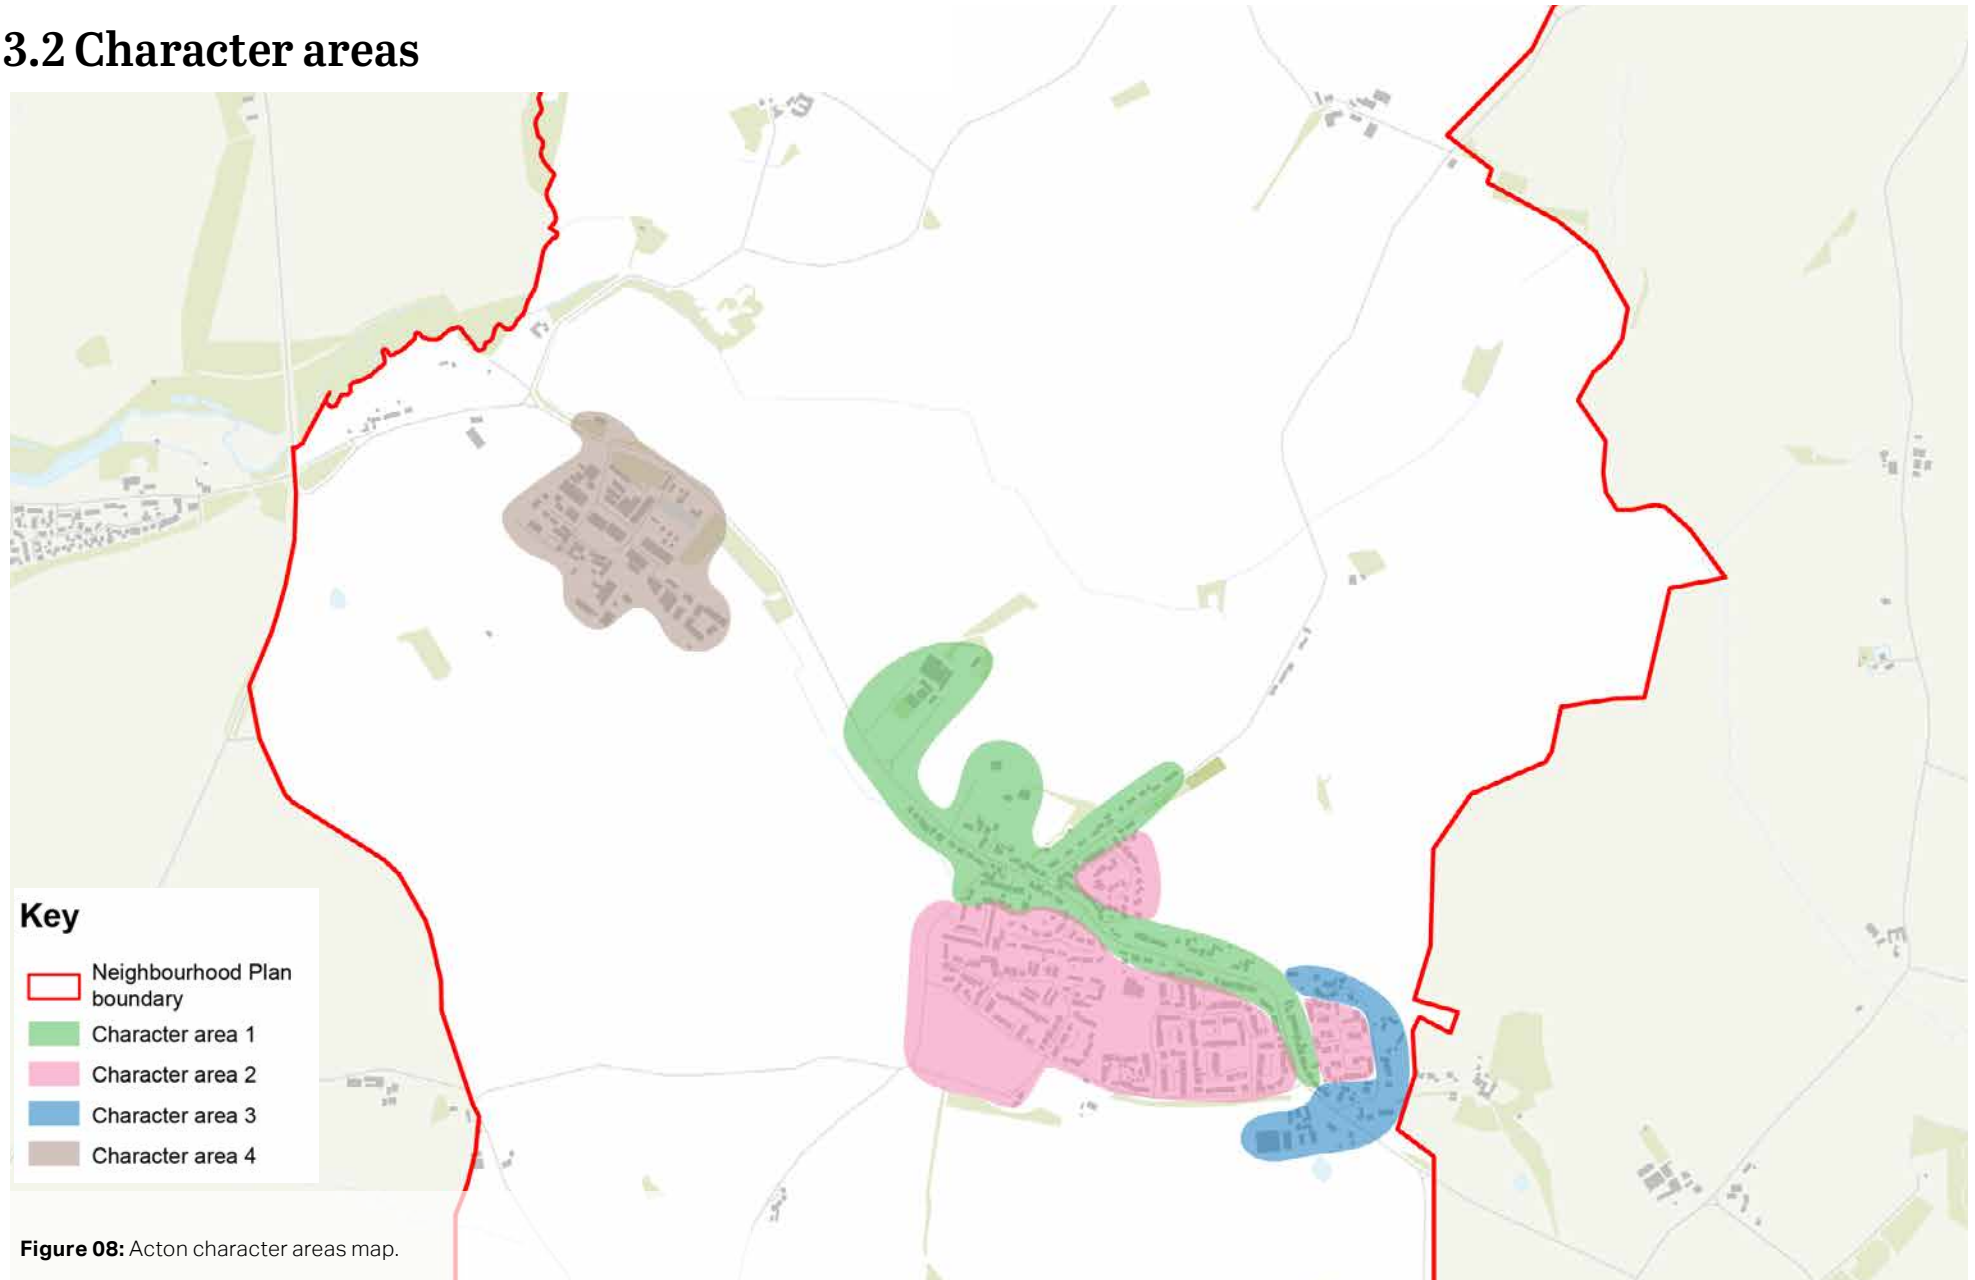 3.2 Character areas
Key
Neighbourhood Plan
boundary
Character area 1
Character area 2
Character area 3
Character area 4
Figure 08: Acton character areas map.